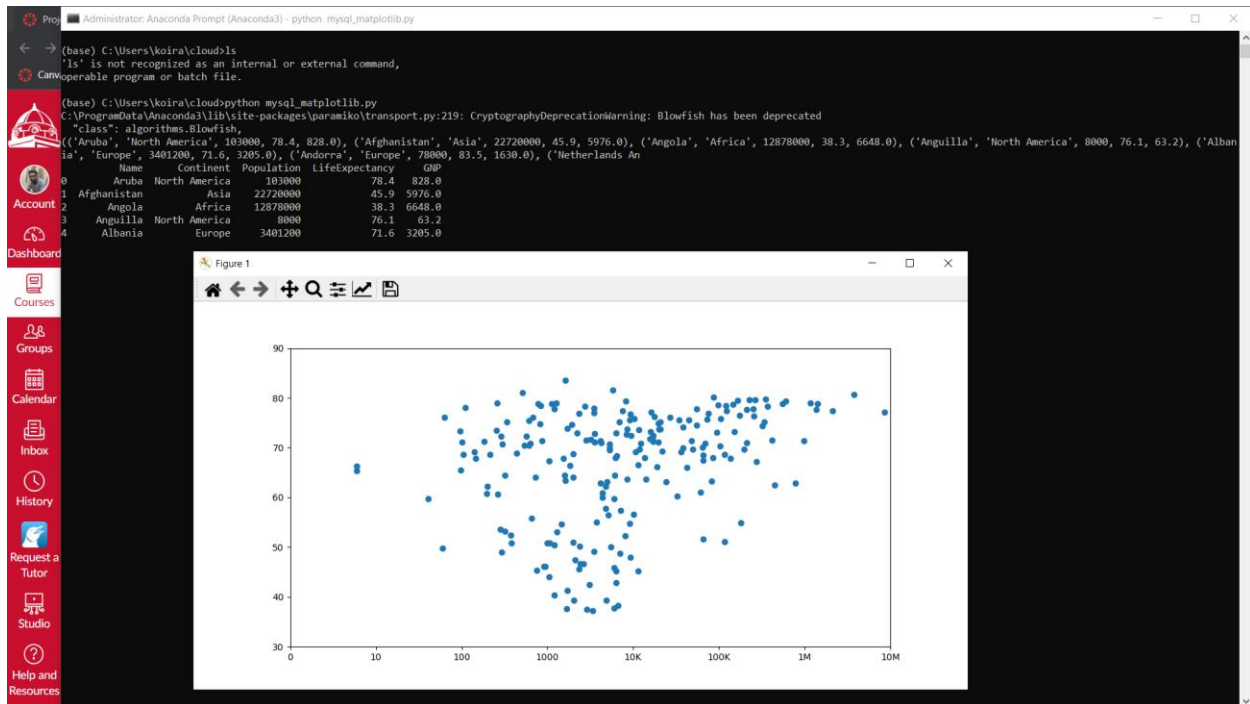 Proj
Administrator: Anaconda Prompt (Anaconda3) - python mysql_matplotlib.py
(base) C:\Users\koira\cloud>ls
'ls' is not recognized as an internal or external command,
operable program or batch file.
(base) C:\Users\koira\cloud>python mysql_matplotlib.py
C:\ProgramData\Anaconda3\lib\site-packages\paramiko\transport.py:219: CryptographyDeprecationWarning: Blowfish has been deprecated
"class": algorithms.Blowfish,
(('Aruba', 'North America', 103000, 78.4, 828.0), ('Afghanistan', 'Asia', 22720000, 45.9, 5976.0), ('Angola', 'Africa', 12878000, 38.3, 6648.0), ('Anguilla', 'North America', 8000, 76.1, 63.2), ('Alban
ia', 'Europe', 3401200, 71.6, 3205.0), ('Andorra', 'Europe', 78000, 83.5, 1630.0), ('Netherlands An
Name Continent Population LifeExpectancy GNP
0 Aruba North America 103000 78.4 828.0
1 Afghanistan Asia 22720000 45.9 5976.0
2 Angola Africa 12878000 38.3 6648.0
3 Anguilla North America 8000 76.1 63.2
4 Albania Europe 3401200 71.6 3205.0
Canv
Account
Dashboard
Courses
Groups
Calendar
Inbox
History
Request a
Tutor
Studio
Help and
Resources
Figure 1
90
80
70
60
50
40
30
0 10 100 1000 10K 100K 1M 10M